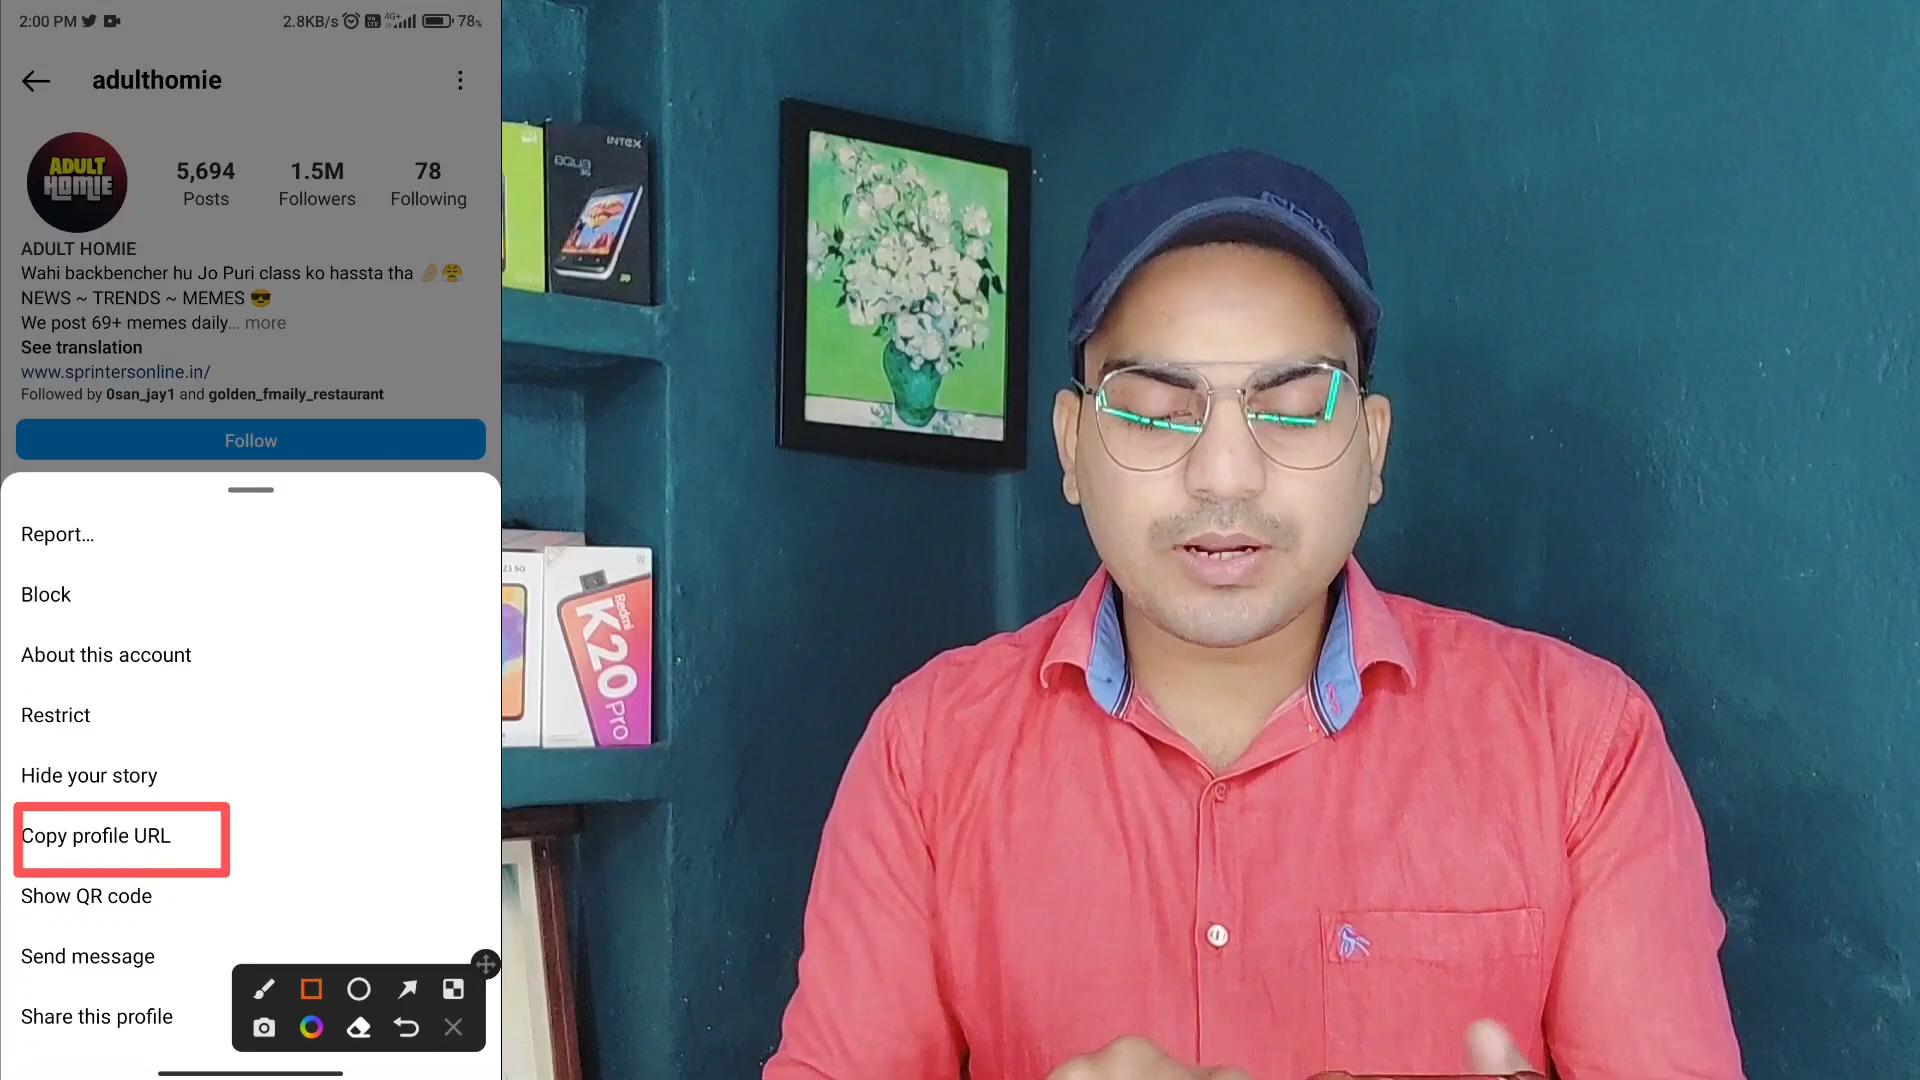 2:00 PM
2.8KB/s
Vo
LTE
4G+
78%
adulthomie
ADULT
HOMIE
5,694
Posts
1.5M
Followers
78
Following
ADULT HOMIE
Wahi backbencher hu Jo Puri class ko hassta tha 🤌🏻😤
NEWS ~ TRENDS ~ MEMES 😎
We post 69+ memes daily... more
See translation
www.sprintersonline.in/
Followed by 0san_jay1 and golden_fmaily_restaurant
Follow
Report...
Block
About this account
Restrict
Hide your story
Copy profile URL
Show QR code
Send message
Share this profile
INTEX
aqua
Redmi
K20 Pro